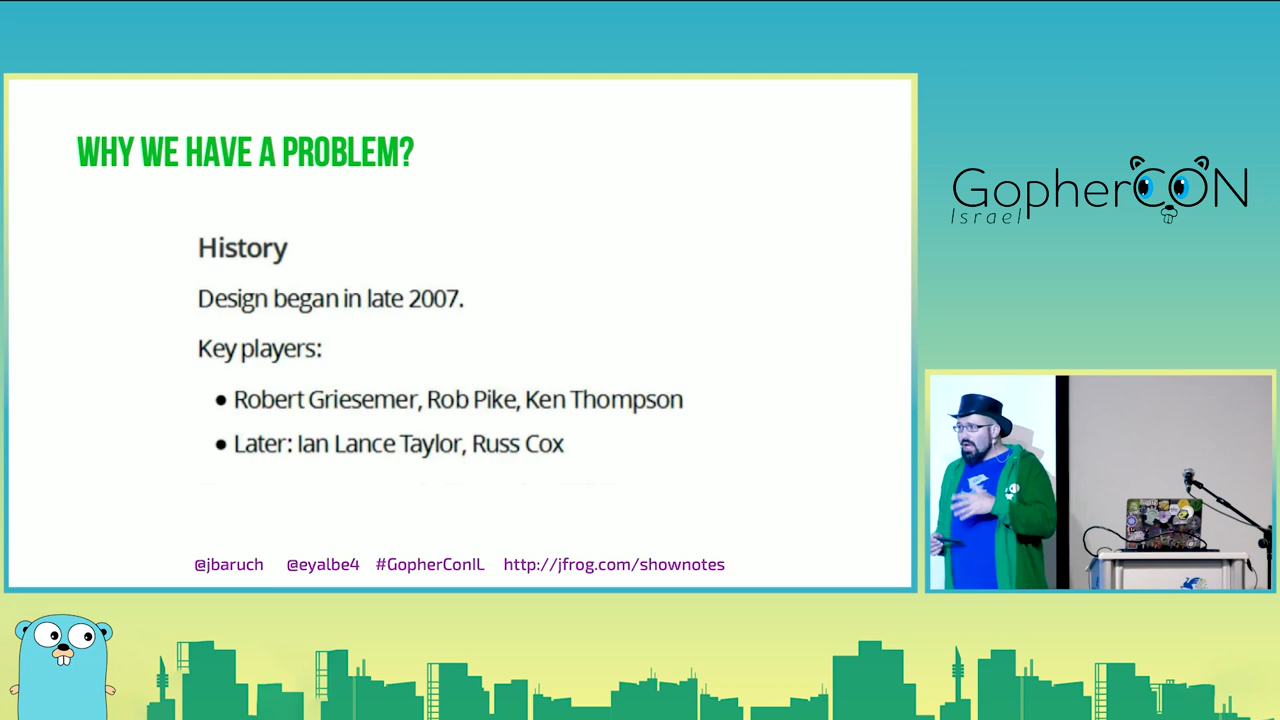 WHY WE HAVE A PROBLEM?
History
Design began in late 2007.
Key players:
● Robert Griesemer, Rob Pike, Ken Thompson
● Later: Ian Lance Taylor, Russ Cox
@jbaruch @eyalbe4 #GopherConIL http://jfrog.com/shownotes
GopherCON
Israel